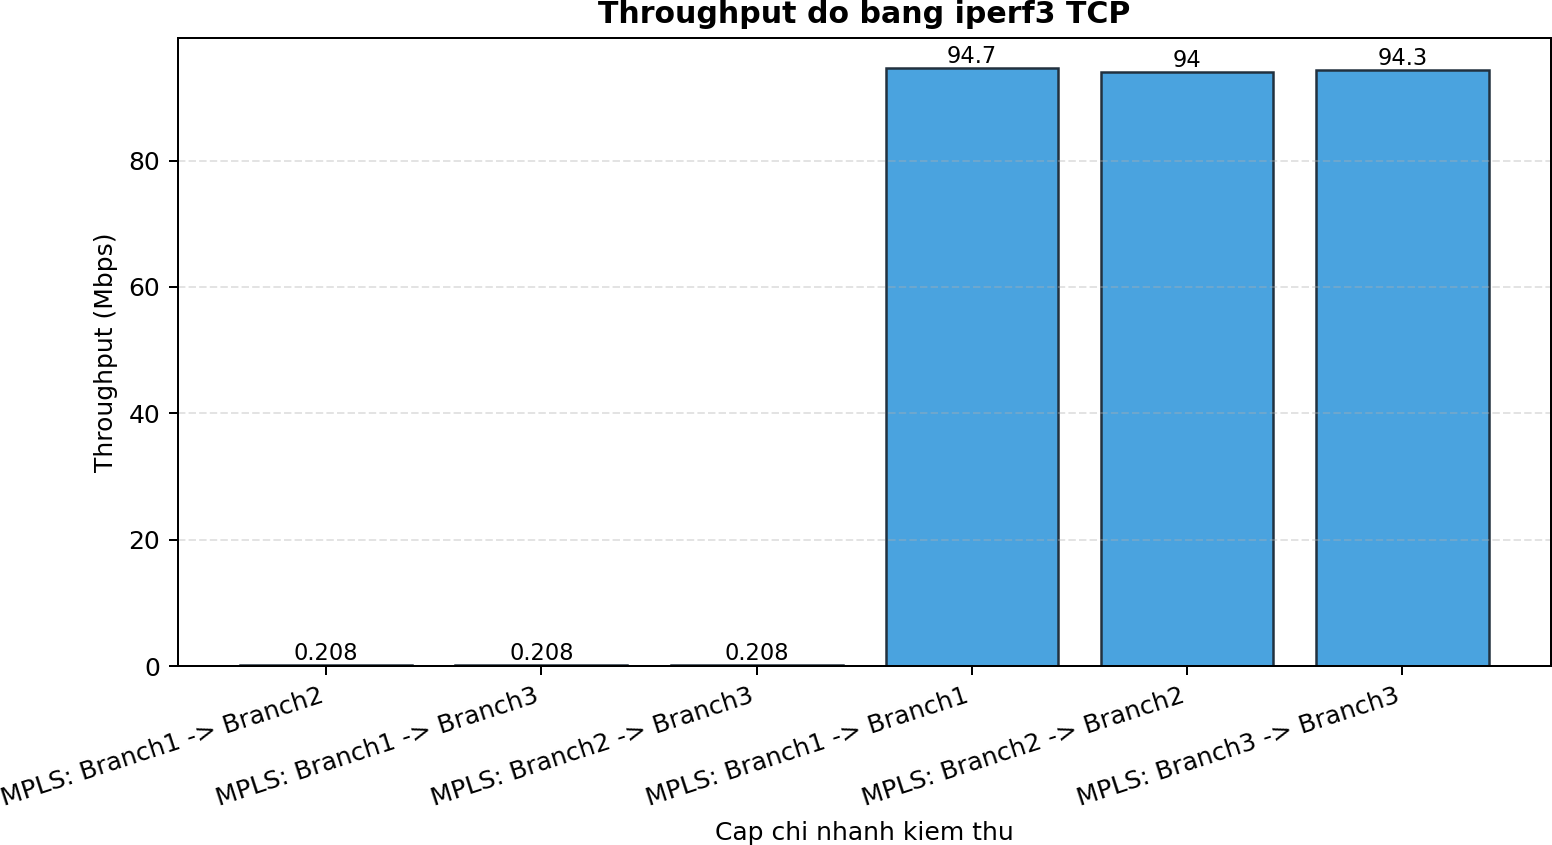 Throughput do bang iperf3 TCP
Throughput (Mbps)
80
60
40
20
0
0.208
0.208
0.208
94.7
94
94.3
MPLS: Branch1 -> Branch2
MPLS: Branch1 -> Branch3
MPLS: Branch2 -> Branch3
MPLS: Branch1 -> Branch1
MPLS: Branch2 -> Branch2
MPLS: Branch3 -> Branch3
Cap chi nhanh kiem thu